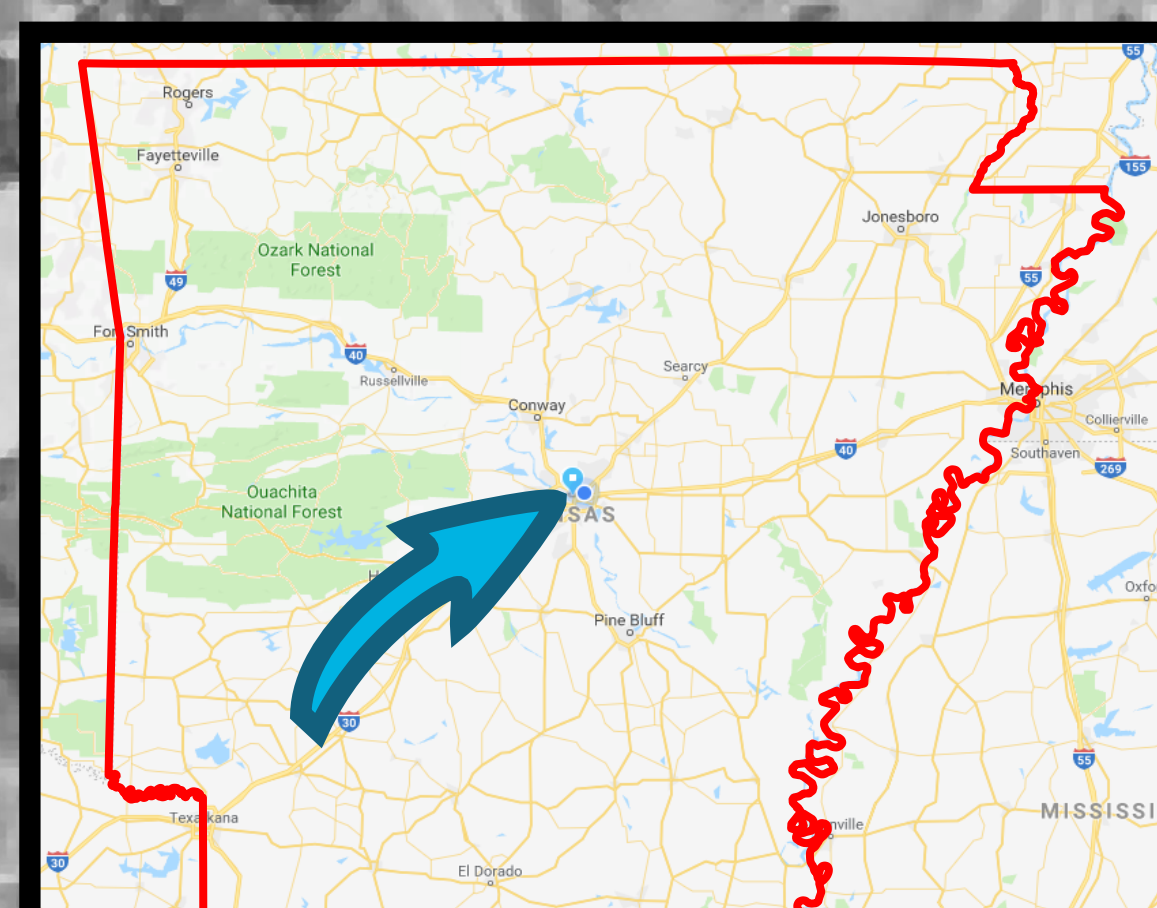 55
Rogers
Fayetteville
155
Jonesboro
Ozark National
Forest
49
55
Fort Smith
40
Russellville
Searcy
Conway
Memphis
Collierville
40
Southaven
269
Ouachita
National Forest
SAS
H
Oxfo
Pine Bluff
30
55
MISSISSI
Texarkana
nville
30
El Dorado